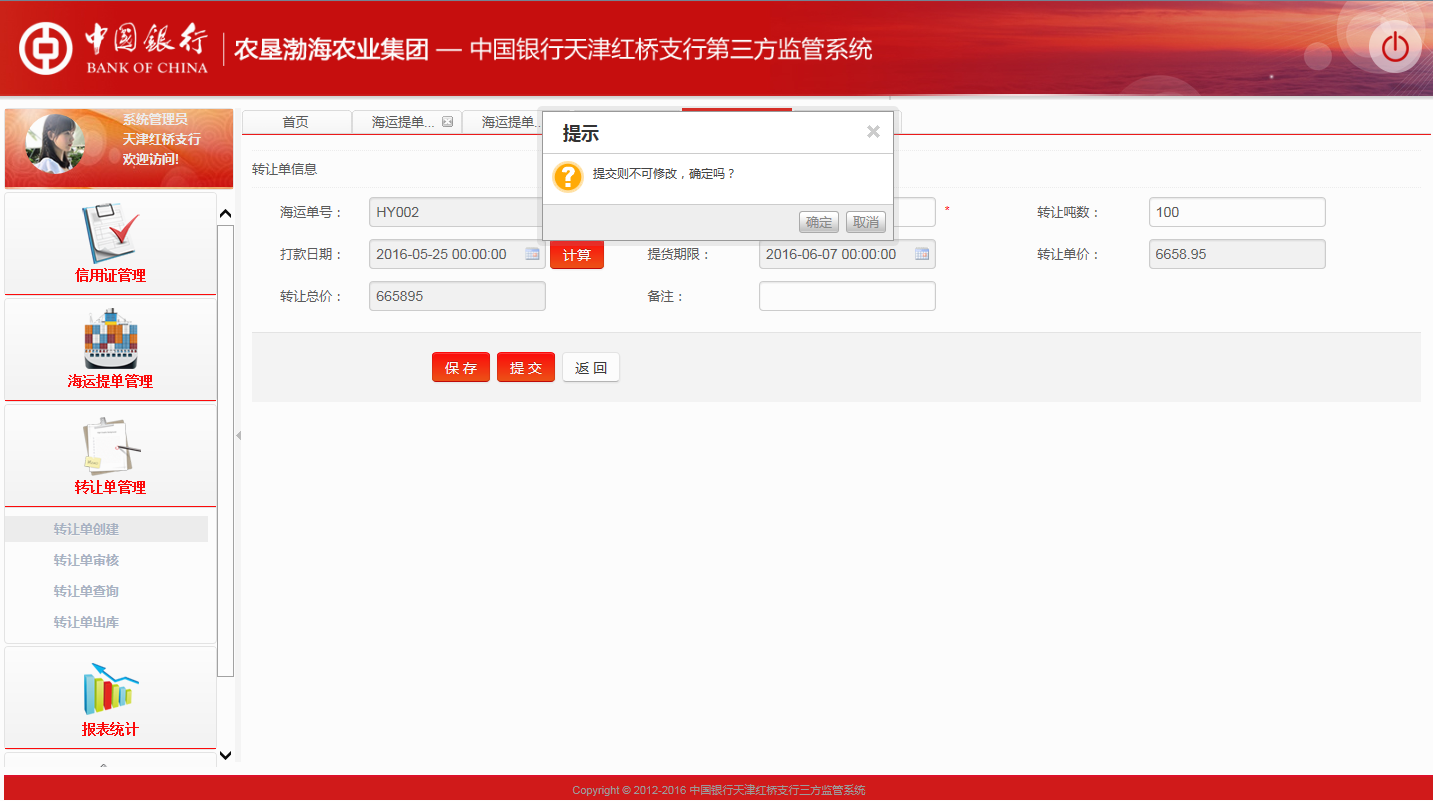 中国银行
BANK OF CHINA
农垦渤海农业集团 — 中国银行天津红桥支行第三方监管系统
系统管理员
天津红桥支行
欢迎访问!
信用证管理
海运提单管理
转让单管理
转让单创建
转让单审核
转让单查询
转让单出库
报表统计
首页
海运提单...
海运提单...
提示
提交则不可修改，确定吗？
确定
取消
转让单信息
海运单号：
HY002
*
转让吨数：
100
打款日期：
2016-05-25 00:00:00
计算
提货期限：
2016-06-07 00:00:00
转让单价：
6658.95
转让总价：
665895
备注：
保 存
提 交
返 回
Copyright © 2012-2016 中国银行天津红桥支行三方监管系统